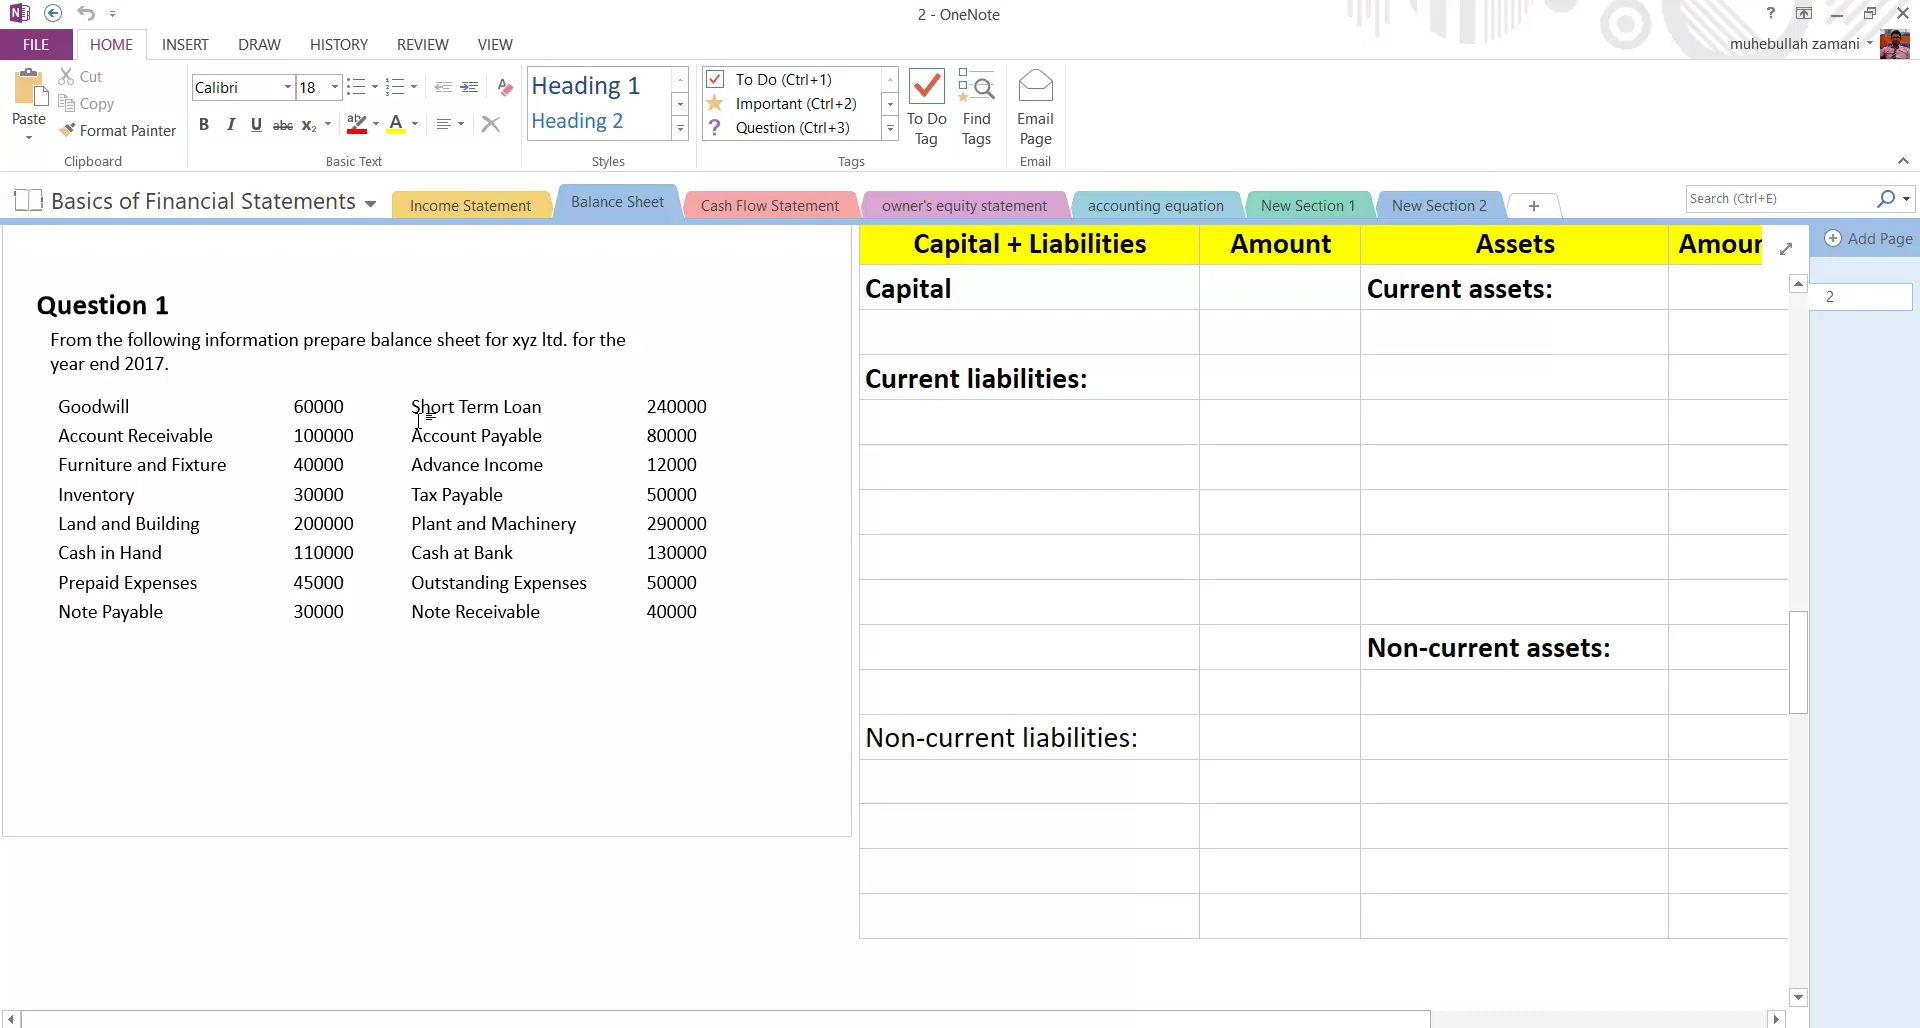 2 - OneNote
?
FILE HOME INSERT DRAW HISTORY REVIEW VIEW
muhebullah zamani
Paste
Cut
Copy
Format Painter
Clipboard
Calibri 18
B I U abc x₂ ab A
Basic Text
Heading 1
Heading 2
Styles
To Do (Ctrl+1)
Important (Ctrl+2)
Question (Ctrl+3)
Tags
To Do
Tag
Find
Tags
Email
Page
Email
Basics of Financial Statements
Income Statement
Balance Sheet
Cash Flow Statement
owner's equity statement
accounting equation
New Section 1
New Section 2
+
Search (Ctrl+E)
Add Page
2
Question 1
From the following information prepare balance sheet for xyz ltd. for the
year end 2017.
Goodwill 60000 Short Term Loan 240000
Account Receivable 100000 Account Payable 80000
Furniture and Fixture 40000 Advance Income 12000
Inventory 30000 Tax Payable 50000
Land and Building 200000 Plant and Machinery 290000
Cash in Hand 110000 Cash at Bank 130000
Prepaid Expenses 45000 Outstanding Expenses 50000
Note Payable 30000 Note Receivable 40000
Capital + Liabilities Amount Assets Amour
Capital Current assets:
Current liabilities:
Non-current assets:
Non-current liabilities: